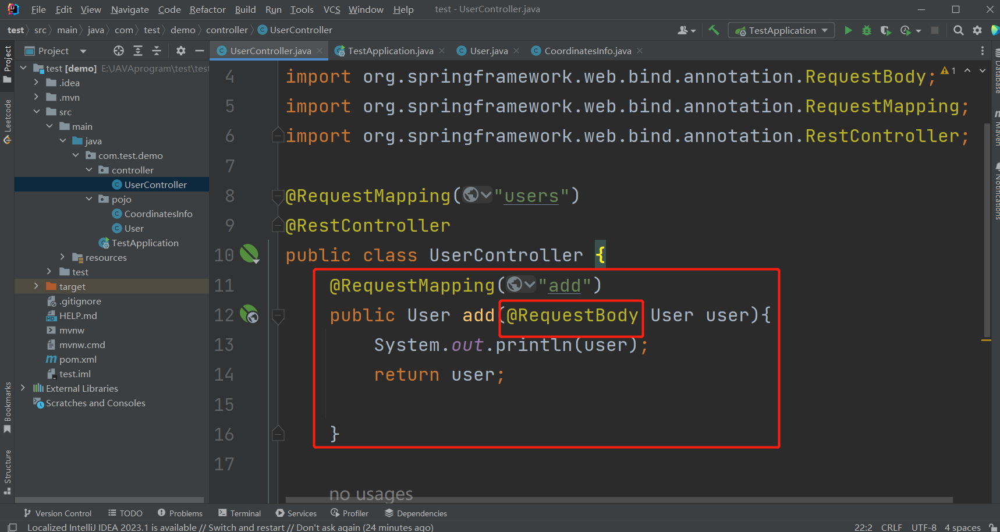 File Edit View Navigate Code Refactor Build Run Tools VCS Window Help test - UserController.java
test src main java com test demo controller UserController
TestApplication
Project
UserController.java TestApplication.java User.java CoordinatesInfo.java
Project
Leetcode
Bookmarks
Structure
test [demo] E:\JAVAprogram\test\test
.idea
.mvn
src
main
java
com.test.demo
controller
UserController
pojo
CoordinatesInfo
User
TestApplication
resources
test
target
.gitignore
HELP.md
mvnw
mvnw.cmd
pom.xml
test.iml
External Libraries
Scratches and Consoles
4 import org.springframework.web.bind.annotation.RequestBody; 1
5 import org.springframework.web.bind.annotation.RequestMapping;
6 import org.springframework.web.bind.annotation.RestController;
7
8 @RequestMapping("users")
9 @RestController
10 public class UserController {
11 @RequestMapping("add")
12 public User add(@RequestBody User user){
13 System.out.println(user);
14 return user;
15
16 }
17
no usages
Database
Maven
Notifications
Version Control TODO Problems Terminal Services Profiler Dependencies
Localized IntelliJ IDEA 2023.1 is available // Switch and restart // Don't ask again (24 minutes ago) 22:2 CRLF UTF-8 4 spaces